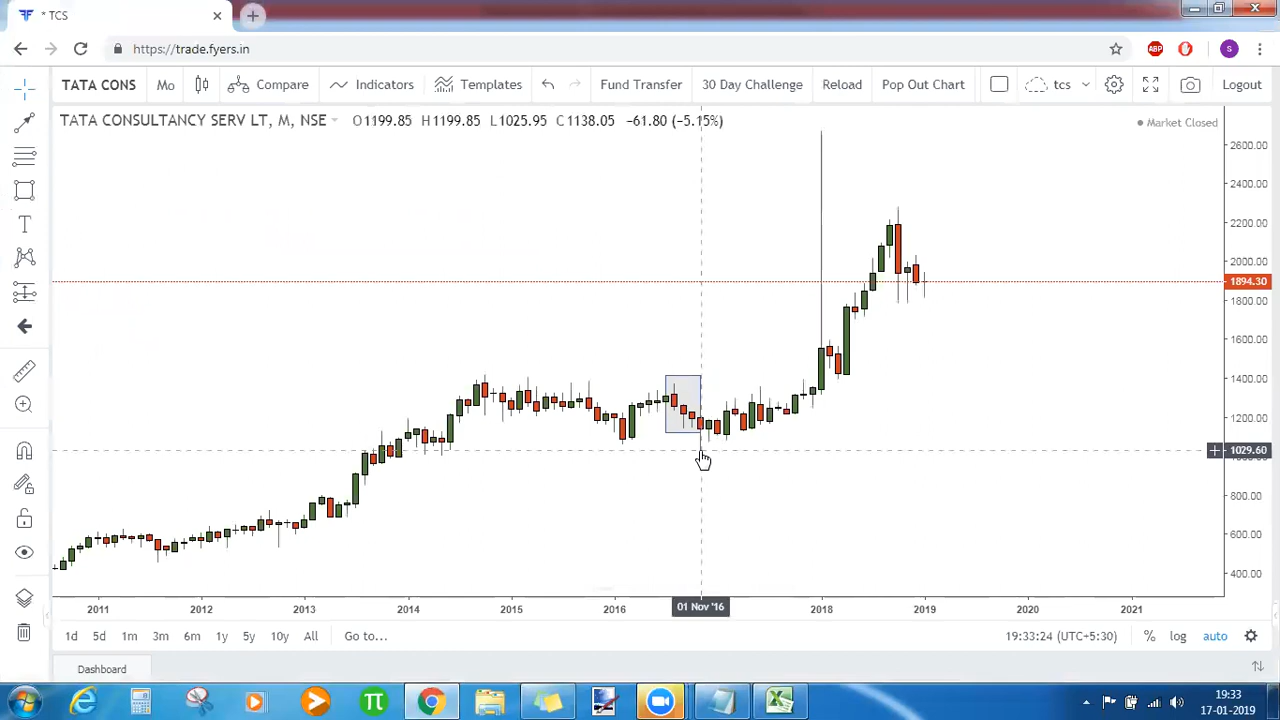 * TCS
https://trade.fyers.in
ABP
S
TATA CONS Mo Compare Indicators Templates Fund Transfer 30 Day Challenge Reload Pop Out Chart tcs Logout
TATA CONSULTANCY SERV LT, M, NSE O1199.85 H1199.85 L1025.95 C1138.05 −61.80 (−5.15%)
Market Closed
2600.00
2400.00
2200.00
2000.00
1894.30
1800.00
1600.00
1400.00
1200.00
1029.60
800.00
600.00
400.00
T
2011 2012 2013 2014 2015 2016 01 Nov '16 2018 2019 2020 2021
1d 5d 1m 3m 6m 1y 5y 10y All Go to... 19:33:24 (UTC+5:30) % log auto
Dashboard
19:33
17-01-2019